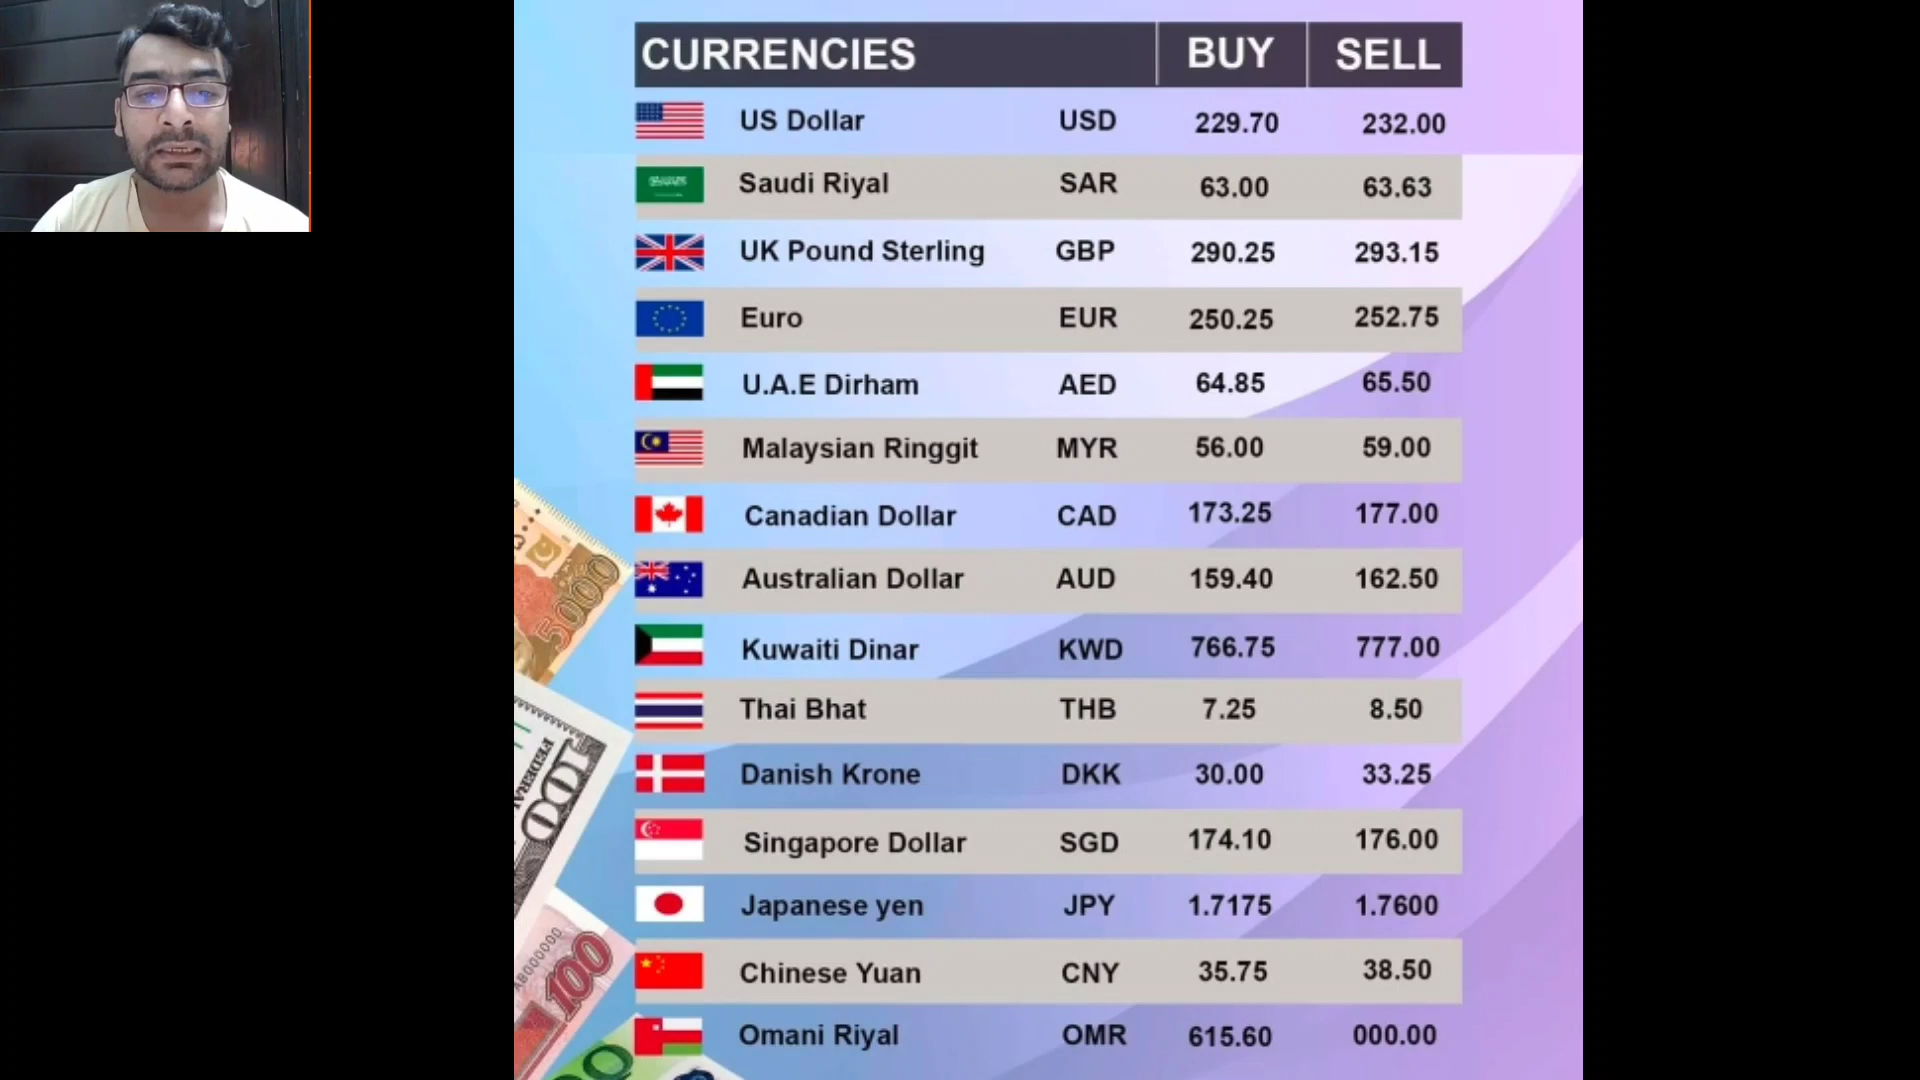 CURRENCIES BUY SELL
US Dollar USD 229.70 232.00
Saudi Riyal SAR 63.00 63.63
UK Pound Sterling GBP 290.25 293.15
Euro EUR 250.25 252.75
U.A.E Dirham AED 64.85 65.50
Malaysian Ringgit MYR 56.00 59.00
Canadian Dollar CAD 173.25 177.00
Australian Dollar AUD 159.40 162.50
Kuwaiti Dinar KWD 766.75 777.00
Thai Bhat THB 7.25 8.50
Danish Krone DKK 30.00 33.25
Singapore Dollar SGD 174.10 176.00
Japanese yen JPY 1.7175 1.7600
Chinese Yuan CNY 35.75 38.50
Omani Riyal OMR 615.60 000.00
5000
FEDERAL
100
AB000000
100